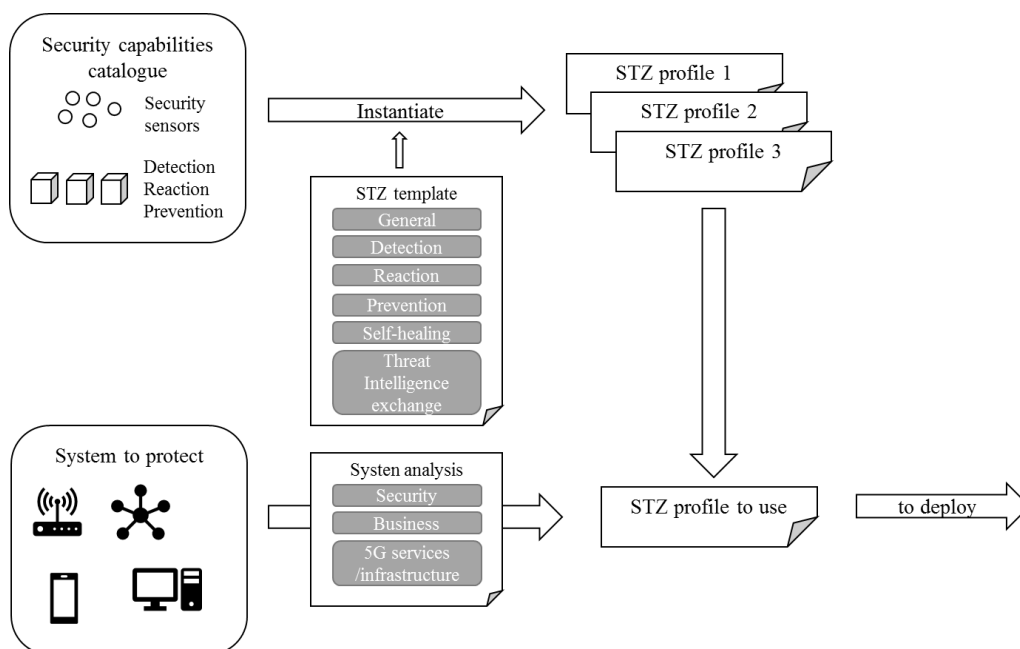 Security capabilities
catalogue
Security
sensors
Detection
Reaction
Prevention
Instantiate
STZ profile 1
STZ profile 2
STZ profile 3
STZ template
General
Detection
Reaction
Prevention
Self-healing
Threat
Intelligence
exchange
System to protect
Systen analysis
Security
Business
5G services
/infrastructure
STZ profile to use
to deploy